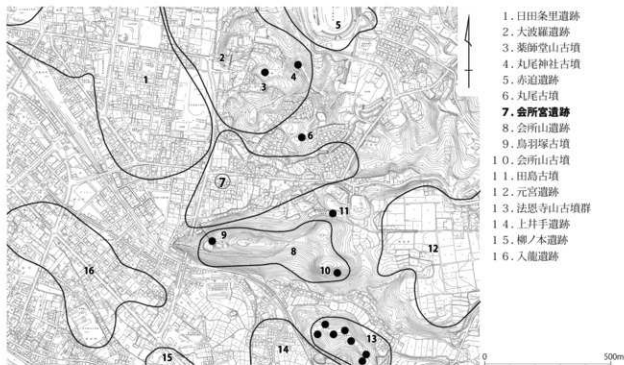 1．日田条里遺跡
2．大波羅遺跡
3．薬師堂山古墳
4．丸尾神社古墳
5．赤迫遺跡
6．丸尾古墳
7．会所宮遺跡
8．会所山遺跡
9．鳥羽塚古墳
10．会所山古墳
11．田島古墳
12．元宮遺跡
13．法恩寺山古墳群
14．上井手遺跡
15．柳ノ本遺跡
16．入龍遺跡
1
2
3
4
5
6
7
8
9
10
11
12
13
14
15
16
0 500m